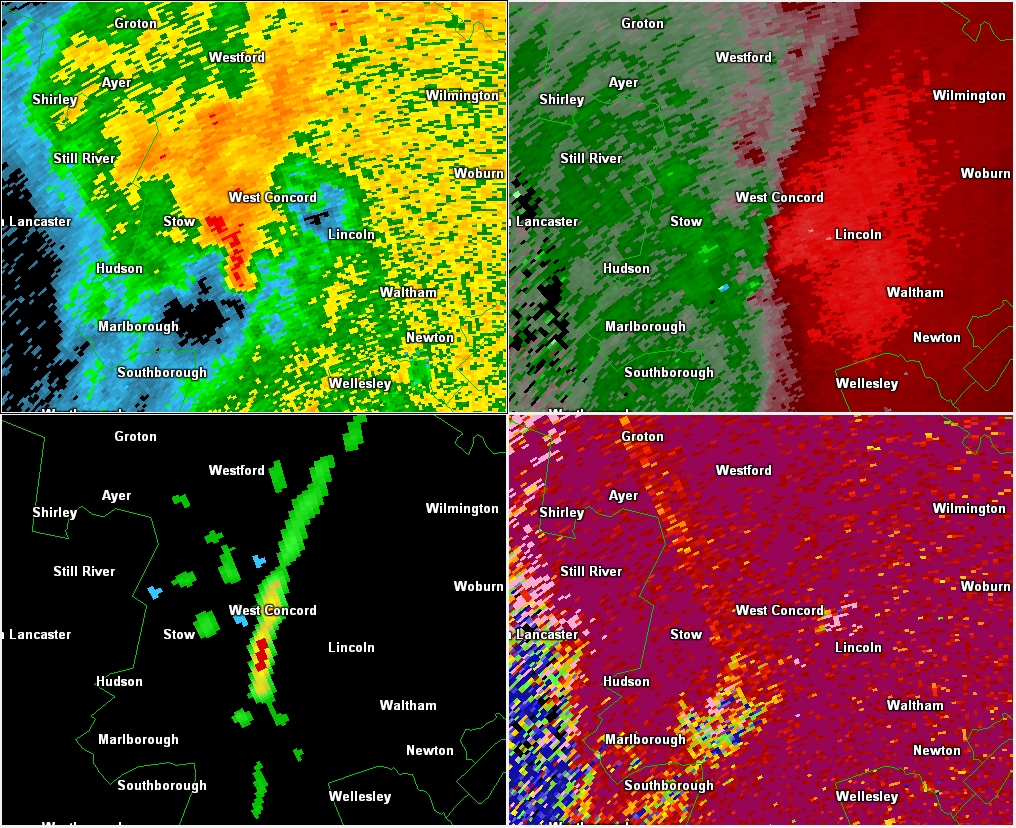 Groton
Westford
Ayer
Shirley
Wilmington
Still River
Woburn
West Concord
Lancaster
Stow
Lincoln
Hudson
Waltham
Marlborough
Newton
Southborough
Wellesley
Groton
Westford
Ayer
Shirley
Wilmington
Still River
Woburn
West Concord
Lancaster
Stow
Lincoln
Hudson
Waltham
Marlborough
Newton
Southborough
Wellesley
Groton
Westford
Ayer
Shirley
Wilmington
Still River
Woburn
West Concord
Lancaster
Stow
Lincoln
Hudson
Waltham
Marlborough
Newton
Southborough
Wellesley
Groton
Westford
Ayer
Shirley
Wilmington
Still River
Woburn
West Concord
Lancaster
Stow
Lincoln
Hudson
Waltham
Marlborough
Newton
Southborough
Wellesley